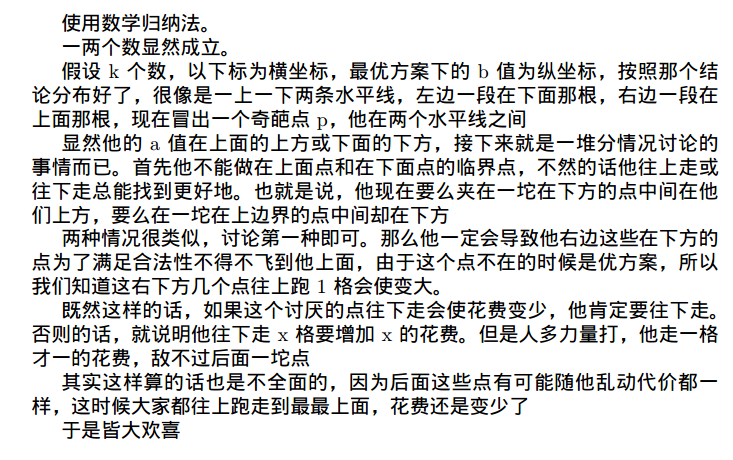 使用数学归纳法。
一两个数显然成立。
假设 k 个数，以下标为横坐标，最优方案下的 b 值为纵坐标，按照那个结
论分布好了，很像是一上一下两条水平线，左边一段在下面那根，右边一段在
上面那根，现在冒出一个奇葩点 p，他在两个水平线之间
显然他的 a 值在上面的上方或下面的下方，接下来就是一堆分情况讨论的
事情而已。首先他不能做在上面点和在下面点的临界点，不然的话他往上走或
往下走总能找到更好地。也就是说，他现在要么夹在一坨在下方的点中间在他
们上方，要么在一坨在上边界的点中间却在下方
两种情况很类似，讨论第一种即可。那么他一定会导致他右边这些在下方的
点为了满足合法性不得不飞到他上面，由于这个点不在的时候是优方案，所以
我们知道这右下方几个点往上跑 1 格会使变大。
既然这样的话，如果这个讨厌的点往下走会使花费变少，他肯定要往下走。
否则的话，就说明他往下走 x 格要增加 x 的花费。但是人多力量打，他走一格
才一的花费，敌不过后面一坨点
其实这样算的话也是不全面的，因为后面这些点有可能随他乱动代价都一
样，这时候大家都往上跑走到最最上面，花费还是变少了
于是皆大欢喜